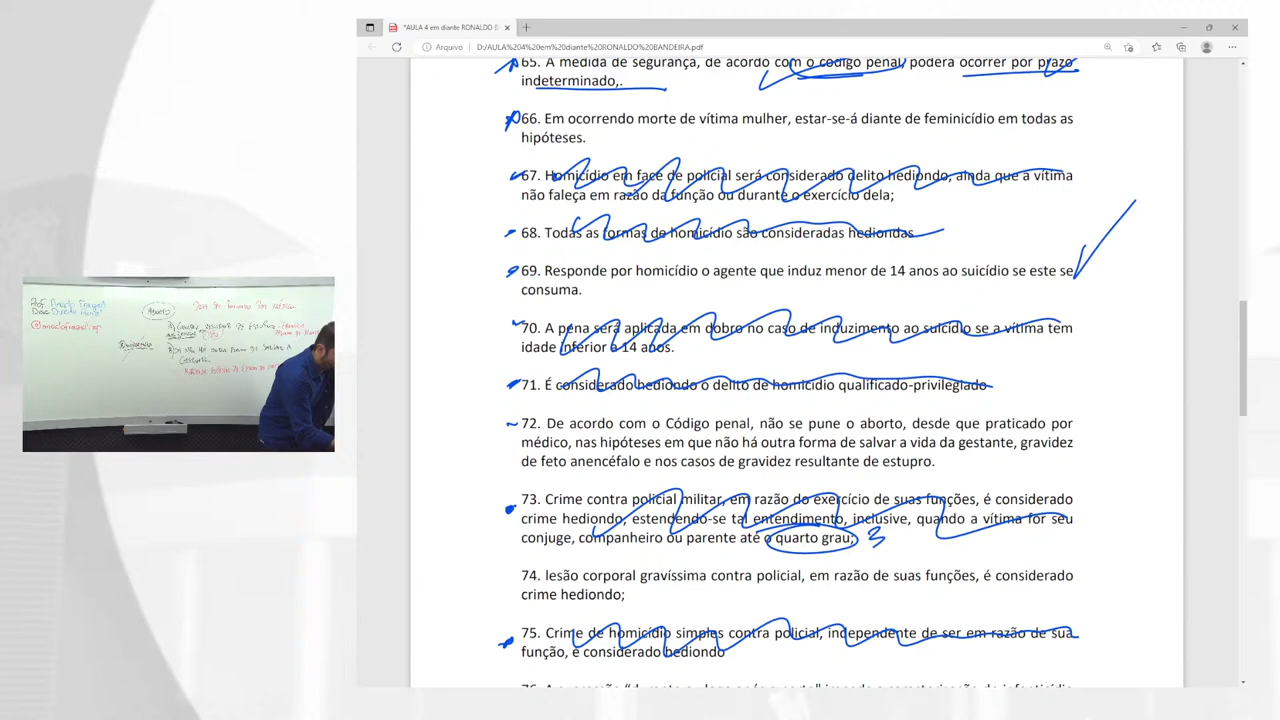 *AULA 4 em diante RONALDO B
Arquivo D:/AULA%204%20em%20diante%20RONALDO%20BANDEIRA.pdf
65. A medida de segurança, de acordo com o código penal, poderá ocorrer por prazo
indeterminado,.
66. Em ocorrendo morte de vítima mulher, estar-se-á diante de feminicídio em todas as
hipóteses.
67. Homicídio em face de policial será considerado delito hediondo, ainda que a vítima
não faleça em razão da função ou durante o exercício dela;
68. Todas as formas de homicídio são consideradas hediondas
69. Responde por homicídio o agente que induz menor de 14 anos ao suicídio se este se
consuma.
70. A pena será aplicada em dobro no caso de induzimento ao suicídio se a vítima tem
idade inferior a 14 anos.
71. É considerado hediondo o delito de homicídio qualificado-privilegiado
72. De acordo com o Código penal, não se pune o aborto, desde que praticado por
médico, nas hipóteses em que não há outra forma de salvar a vida da gestante, gravidez
de feto anencéfalo e nos casos de gravidez resultante de estupro.
73. Crime contra policial militar, em razão do exercício de suas funções, é considerado
crime hediondo, estendendo-se tal entendimento, inclusive, quando a vítima for seu
conjuge, companheiro ou parente até o quarto grau; 3
74. lesão corporal gravíssima contra policial, em razão de suas funções, é considerado
crime hediondo;
75. Crime de homicídio simples contra policial, independente de ser em razão de sua
função, é considerado hediondo
Aborto